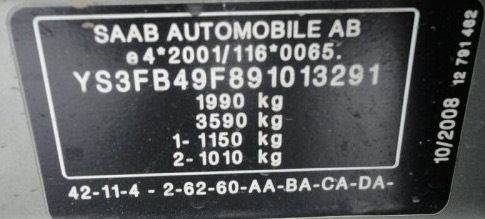 SAAB AUTOMOBILE AB
e4*2001/116*0065.
YS3FB49F891013291
1990 kg
3590 kg
1- 1150 kg
2- 1010 kg
42-11-4 - 2-62-60-AA-BA-CA-DA-
10/2008 12 791 462